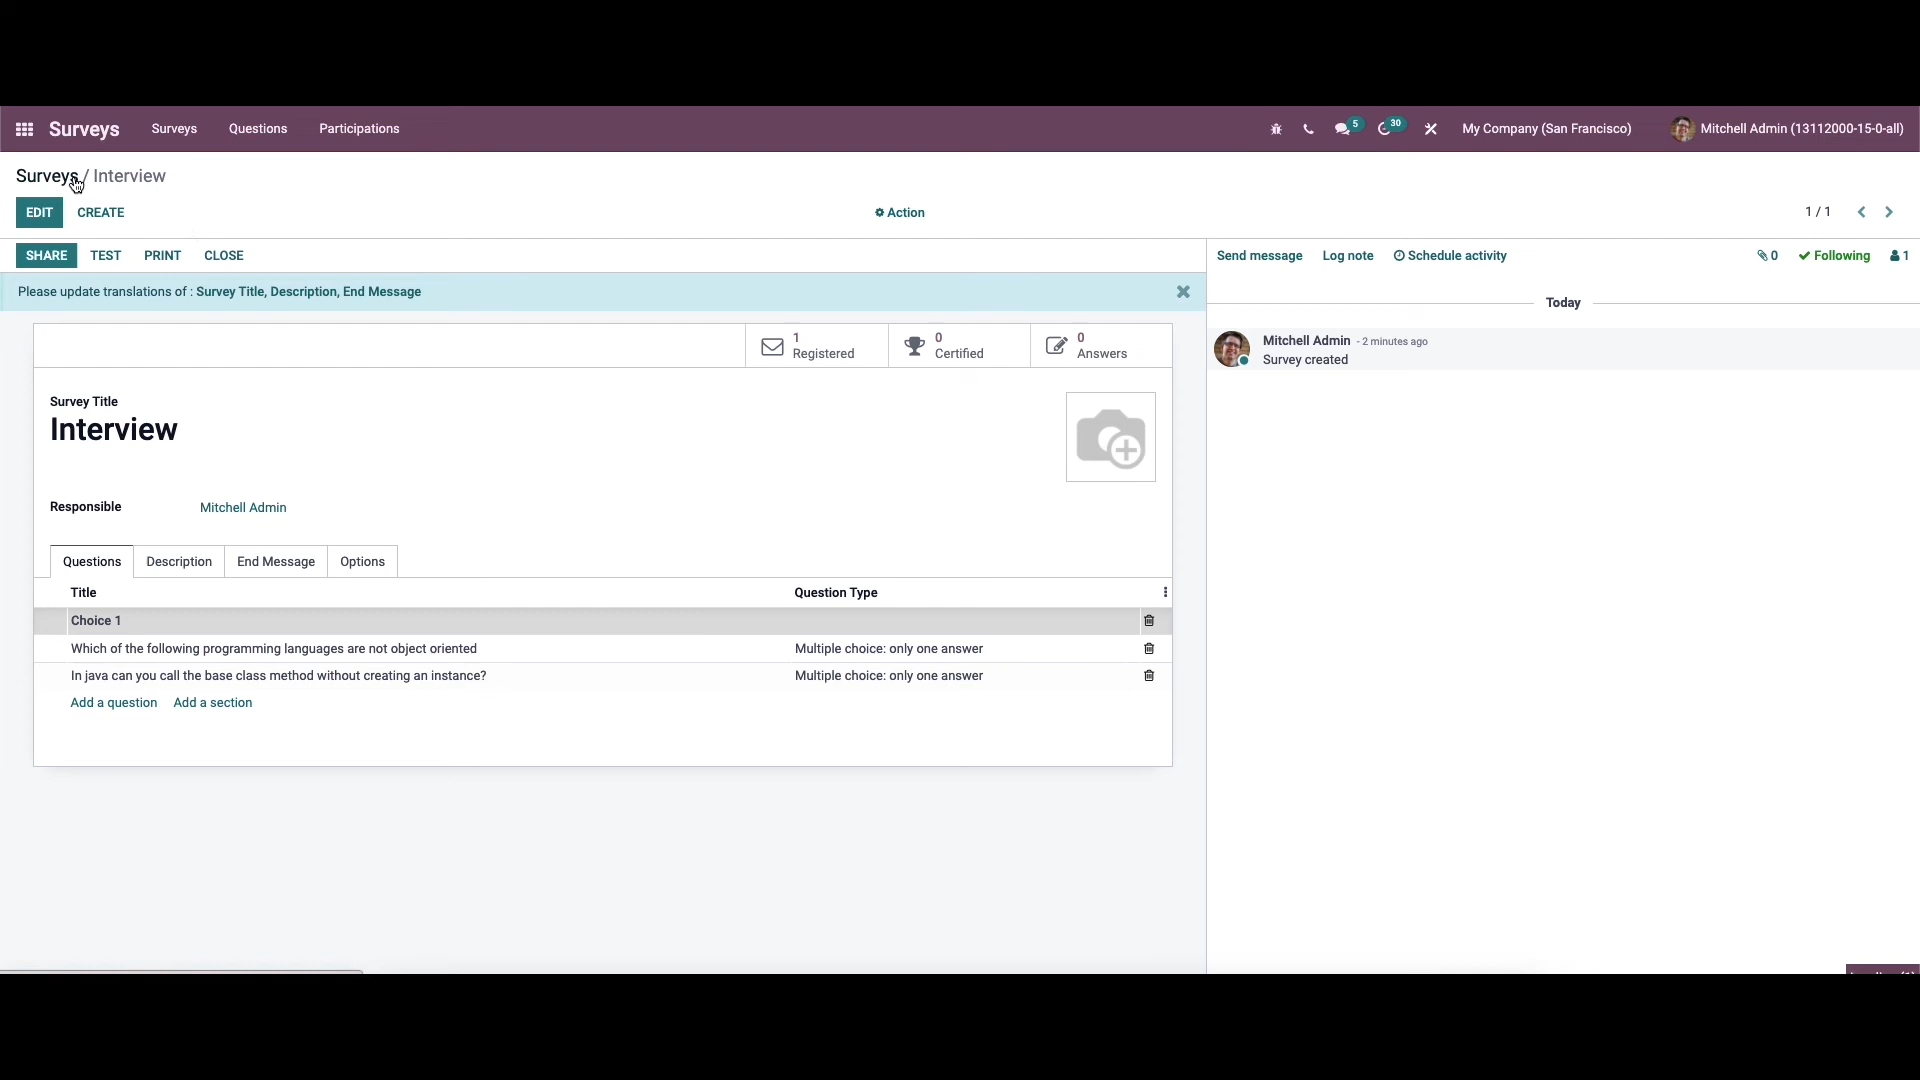 Surveys Surveys Questions Participations 5 30 My Company (San Francisco) Mitchell Admin (13112000-15-0-all)
Surveys / Interview
EDIT CREATE Action 1 / 1
SHARE TEST PRINT CLOSE Send message Log note Schedule activity 0 Following 1
Please update translations of : Survey Title, Description, End Message
Today
1 Registered 0 Certified 0 Answers
Mitchell Admin - 2 minutes ago
Survey created
Survey Title
Interview
Responsible Mitchell Admin
Questions Description End Message Options
Title Question Type
Choice 1
Which of the following programming languages are not object oriented Multiple choice: only one answer
In java can you call the base class method without creating an instance? Multiple choice: only one answer
Add a question Add a section